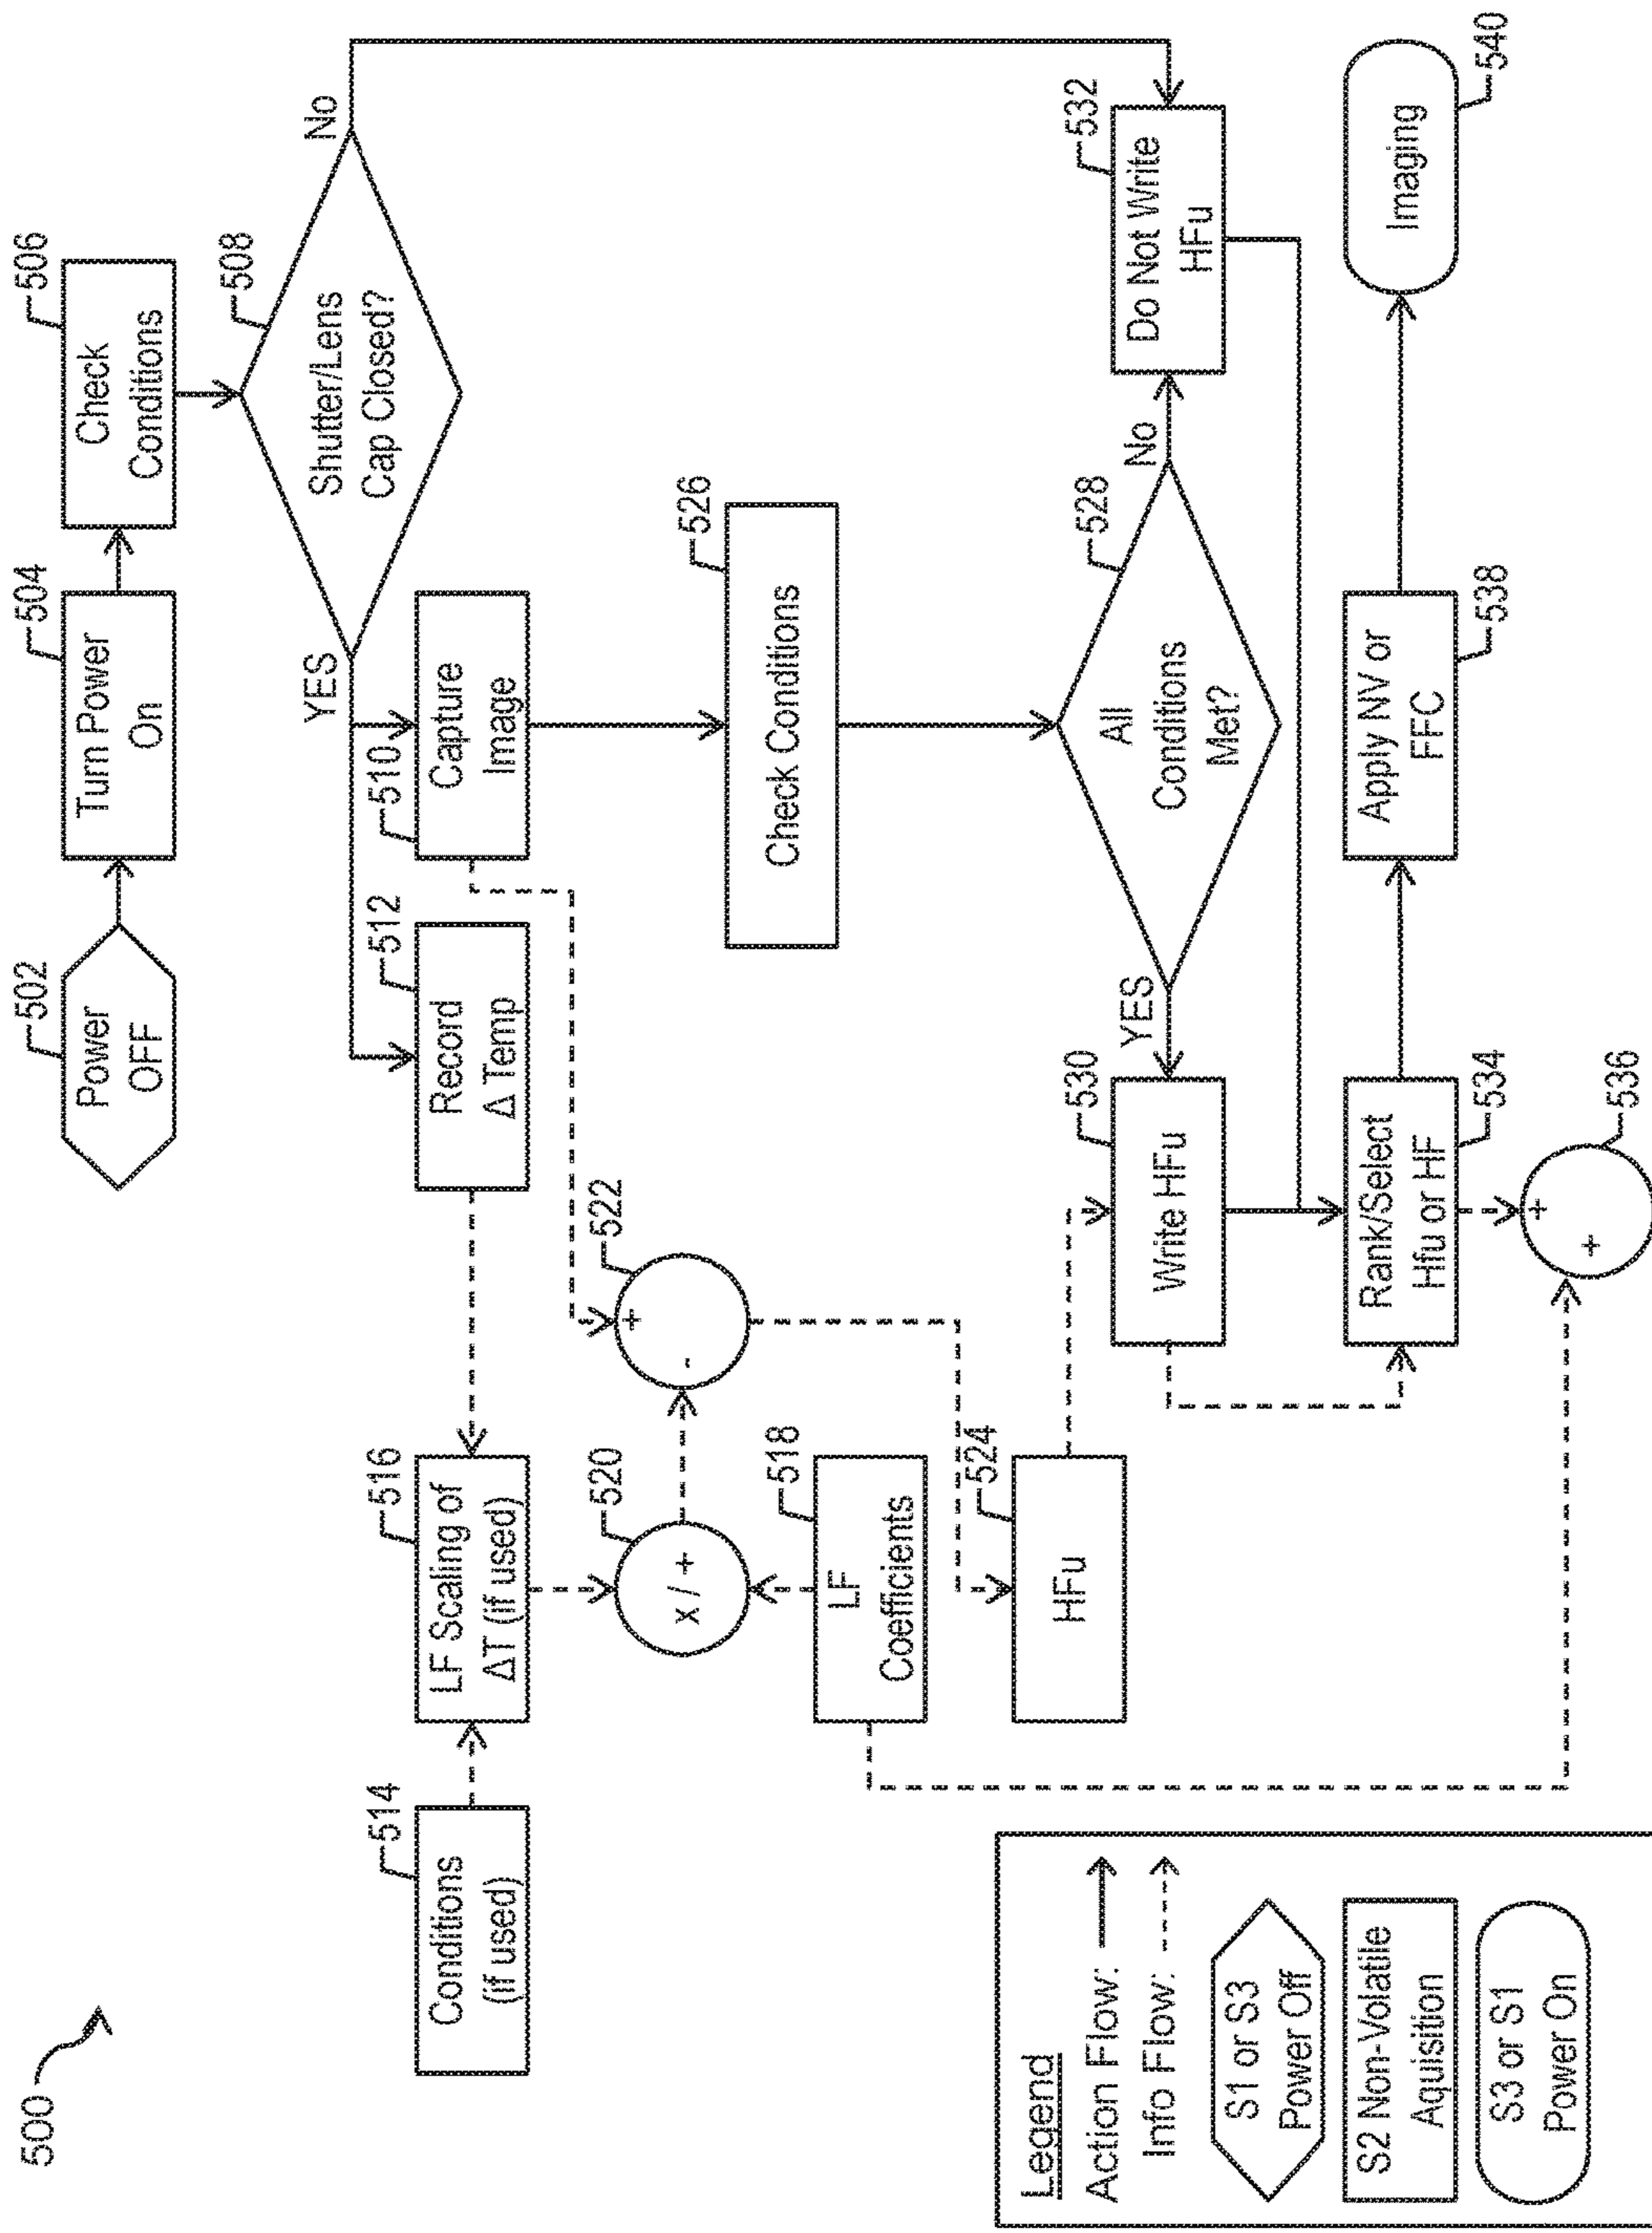 500
502
Power
OFF
504
Turn Power
On
506
Check
Conditions
508
Shutter/Lens
Cap Closed?
YES
No
514
Conditions
(if used)
516
LF Scaling of
ΔT (if used)
512
Record
Δ Temp
510
Capture
Image
520
x / +
522
+
-
518
LF
Coefficients
526
Check Conditions
524
HFu
528
All
Conditions
Met?
YES
No
530
Write HFu
532
Do Not Write
HFu
534
Rank/Select
Hfu or HF
538
Apply NV or
FFC
540
Imaging
536
+
+
Legend
Action Flow:
Info Flow:
S1 or S3
Power Off
S2 Non-Volatile
Aquisition
S3 or S1
Power On